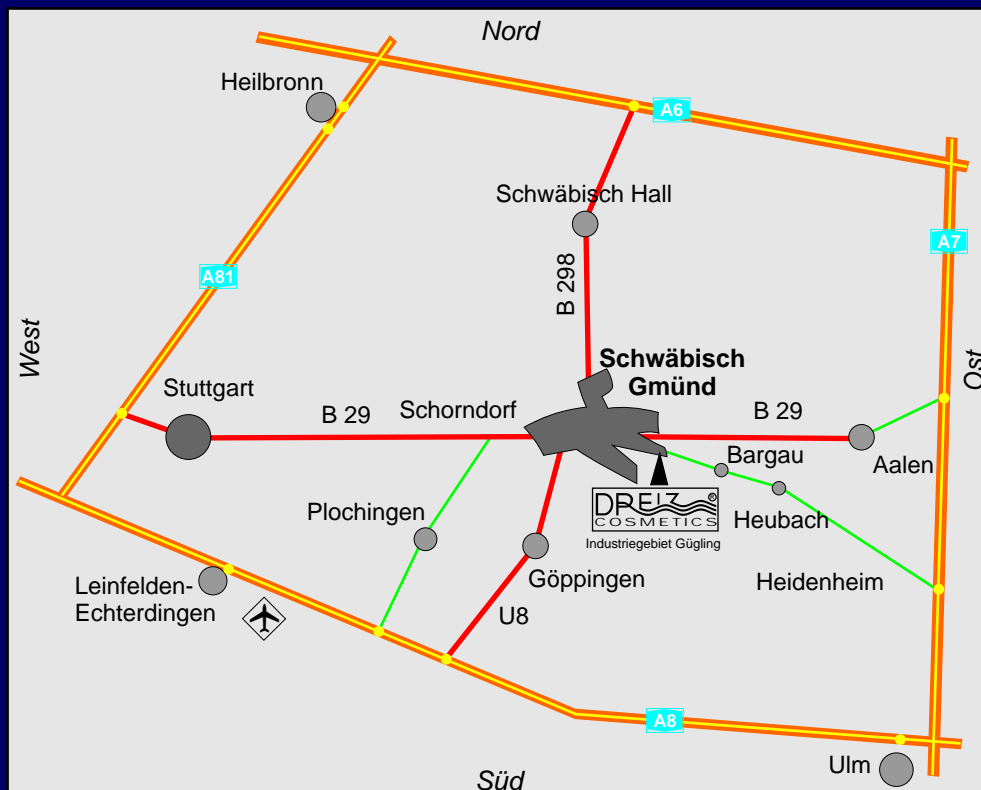 Nord
Heilbronn
A6
Schwäbisch Hall
A7
A81
B 298
West
Ost
Schwäbisch
Gmünd
Stuttgart
B 29
Schorndorf
B 29
Aalen
Bargau
DREIZ®
COSMETICS
Industriegebiet Gügling
Heubach
Plochingen
Göppingen
Heidenheim
Leinfelden-
Echterdingen
U8
A8
Ulm
Süd